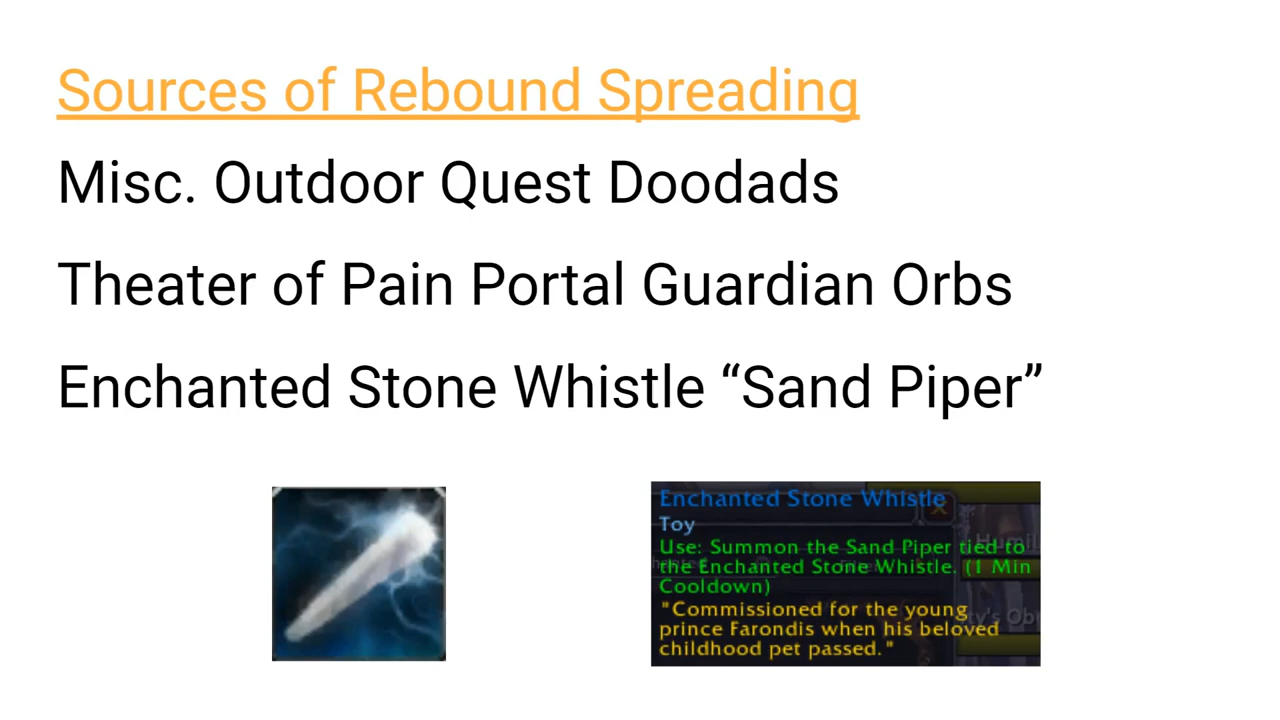 Sources of Rebound Spreading
Misc. Outdoor Quest Doodads
Theater of Pain Portal Guardian Orbs
Enchanted Stone Whistle “Sand Piper”
Enchanted Stone Whistle
Toy
Use: Summon the Sand Piper tied to
the Enchanted Stone Whistle. (1 Min
Cooldown)
"Commissioned for the young
prince Farondis when his beloved
childhood pet passed."